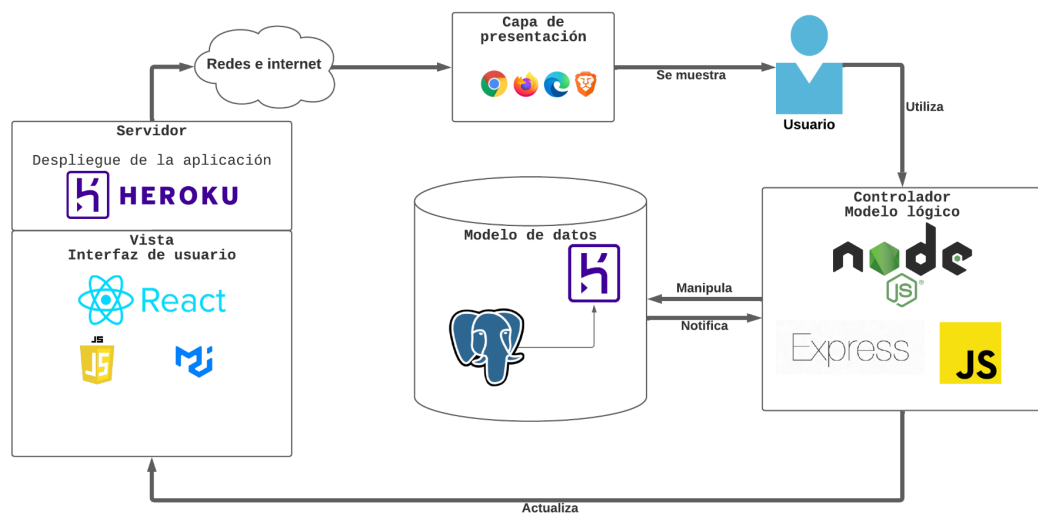 Redes e internet
Capa de
presentación
Se muestra
Usuario
Utiliza
Servidor
Despliegue de la aplicación
HEROKU
Vista
Interfaz de usuario
React
JS
JS
Modelo de datos
Manipula
Notifica
Controlador
Modelo lógico
node
JS®
Express
JS
Actualiza